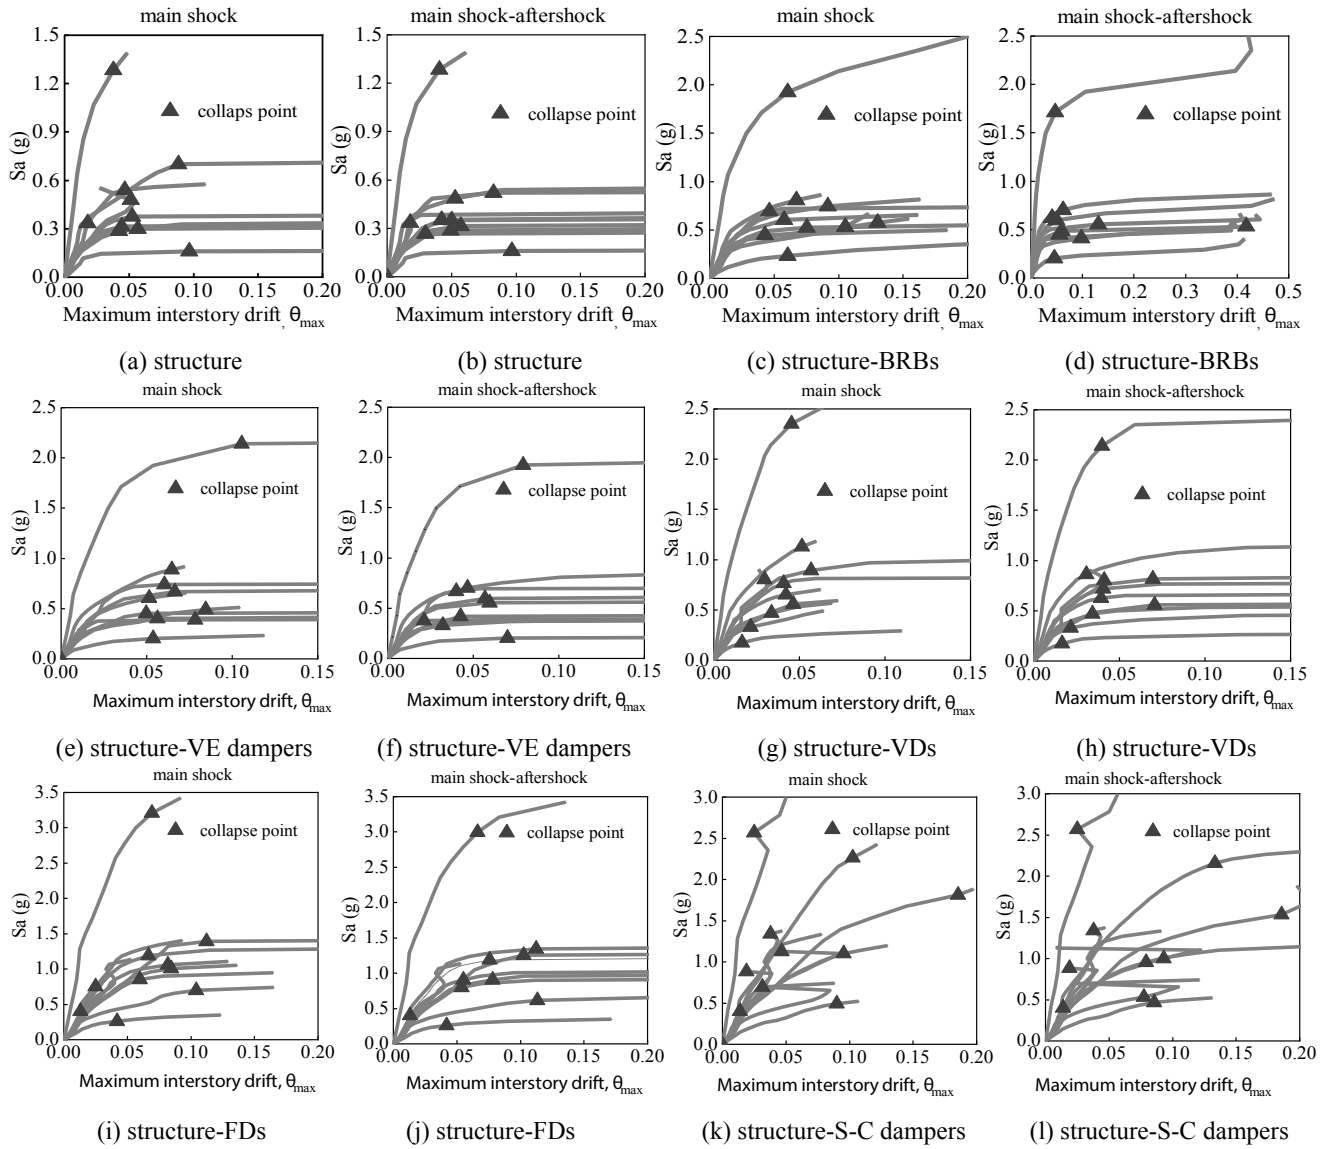 main shock
main shock-aftershock
main shock
main shock-aftershock
1.5
1.2
0.9
0.6
0.3
0.0
Sa (g)
collaps point
0.00 0.05 0.10 0.15 0.20
Maximum interstory drift, θmax
(a) structure
1.5
1.2
0.9
0.6
0.3
0.0
Sa (g)
collapse point
0.00 0.05 0.10 0.15 0.20
Maximum interstory drift, θmax
(b) structure
2.5
2.0
1.5
1.0
0.5
0.0
Sa (g)
collapse point
0.00 0.05 0.10 0.15 0.20
Maximum interstory drift, θmax
(c) structure-BRBs
2.5
2.0
1.5
1.0
0.5
0.0
Sa (g)
collapse point
0.0 0.1 0.2 0.3 0.4 0.5
Maximum interstory drift, θmax
(d) structure-BRBs
main shock
main shock-aftershock
main shock
main shock-aftershock
2.5
2.0
1.5
1.0
0.5
0.0
Sa (g)
collapse point
0.00 0.05 0.10 0.15
Maximum interstory drift, θmax
(e) structure-VE dampers
2.5
2.0
1.5
1.0
0.5
0.0
Sa (g)
collapse point
0.00 0.05 0.10 0.15
Maximum interstory drift, θmax
(f) structure-VE dampers
2.5
2.0
1.5
1.0
0.5
0.0
Sa (g)
collapse point
0.00 0.05 0.10 0.15
Maximum interstory drift, θmax
(g) structure-VDs
2.5
2.0
1.5
1.0
0.5
0.0
Sa (g)
collapse point
0.00 0.05 0.10 0.15
Maximum interstory drift, θmax
(h) structure-VDs
main shock
main shock-aftershock
main shock
main shock-aftershock
3.5
3.0
2.5
2.0
1.5
1.0
0.5
0.0
Sa (g)
collapse point
0.00 0.05 0.10 0.15 0.20
Maximum interstory drift, θmax
(i) structure-FDs
3.5
3.0
2.5
2.0
1.5
1.0
0.5
0.0
Sa (g)
collapse point
0.00 0.05 0.10 0.15 0.20
Maximum interstory drift, θmax
(j) structure-FDs
3.0
2.5
2.0
1.5
1.0
0.5
0.0
Sa (g)
collapse point
0.00 0.05 0.10 0.15 0.20
Maximum interstory drift, θmax
(k) structure-S-C dampers
3.0
2.5
2.0
1.5
1.0
0.5
0.0
Sa (g)
collapse point
0.00 0.05 0.10 0.15 0.20
Maximum interstory drift, θmax
(l) structure-S-C dampers